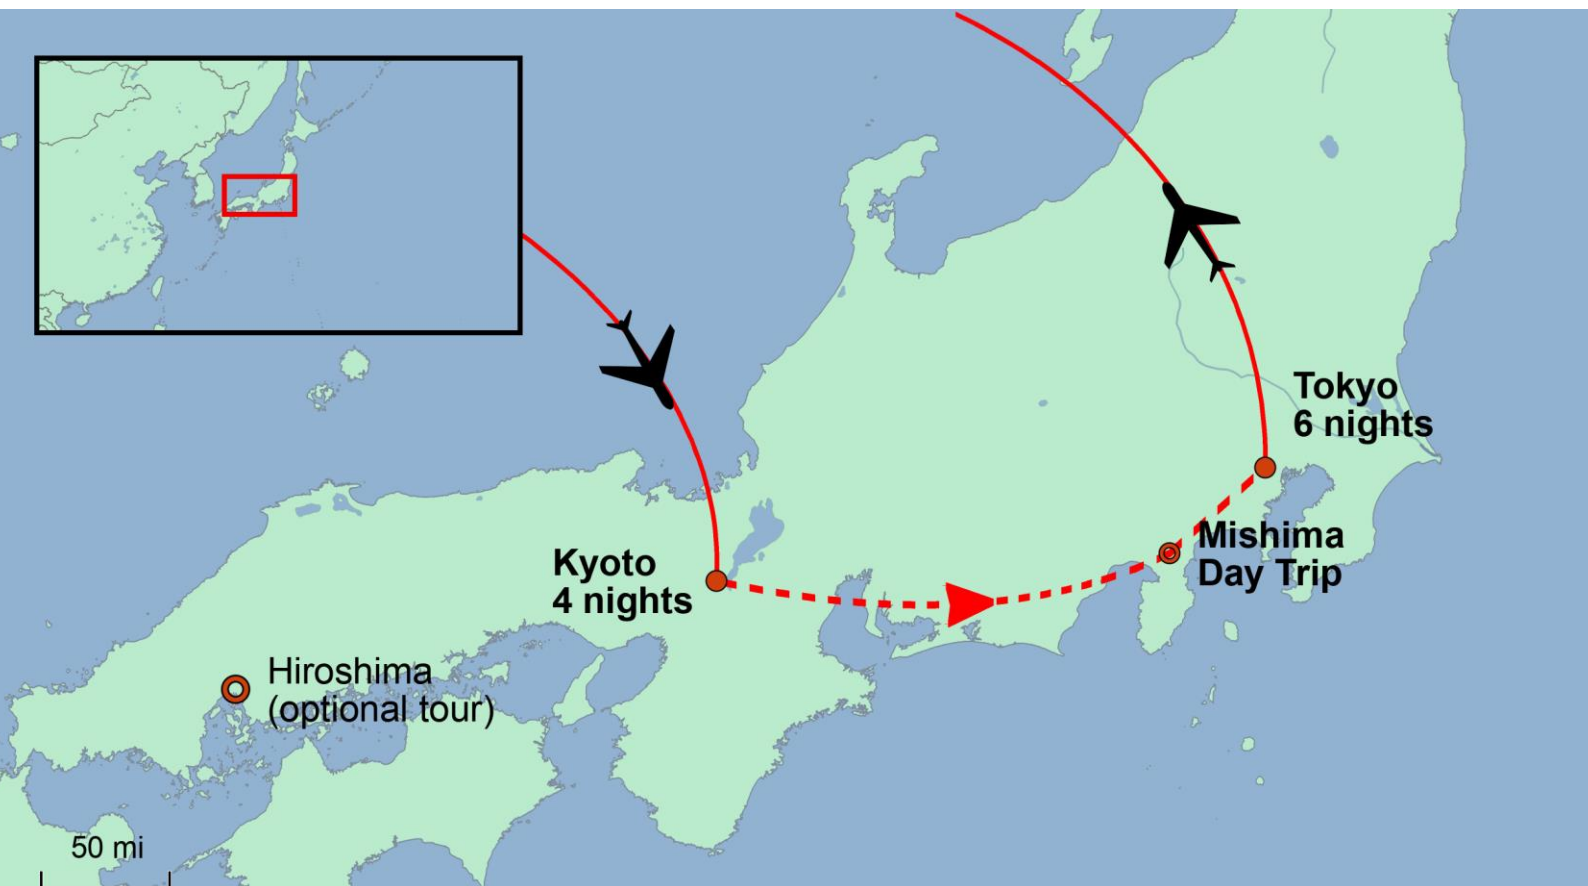 Tokyo
6 nights
Mishima
Day Trip
Kyoto
4 nights
Hiroshima
(optional tour)
50 mi